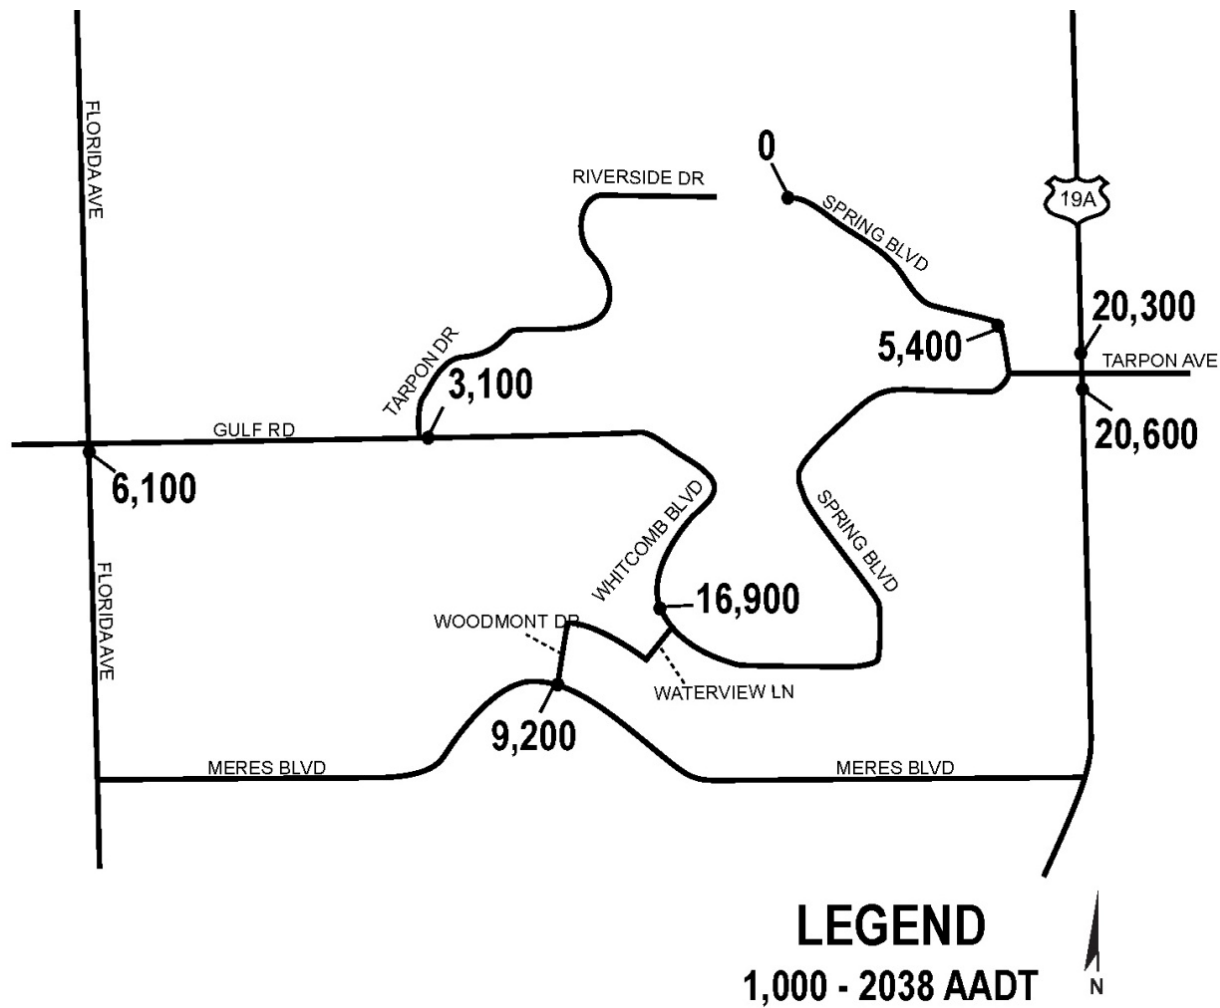 FLORIDA AVE
0
RIVERSIDE DR
SPRING BLVD
19A
20,300
5,400
TARPON AVE
TARPON DR
3,100
GULF RD
20,600
6,100
WHITCOMB BLVD
SPRING BLVD
FLORIDA AVE
16,900
WOODMONT DR
WATERVIEW LN
9,200
MERES BLVD
MERES BLVD
LEGEND
1,000 - 2038 AADT
N